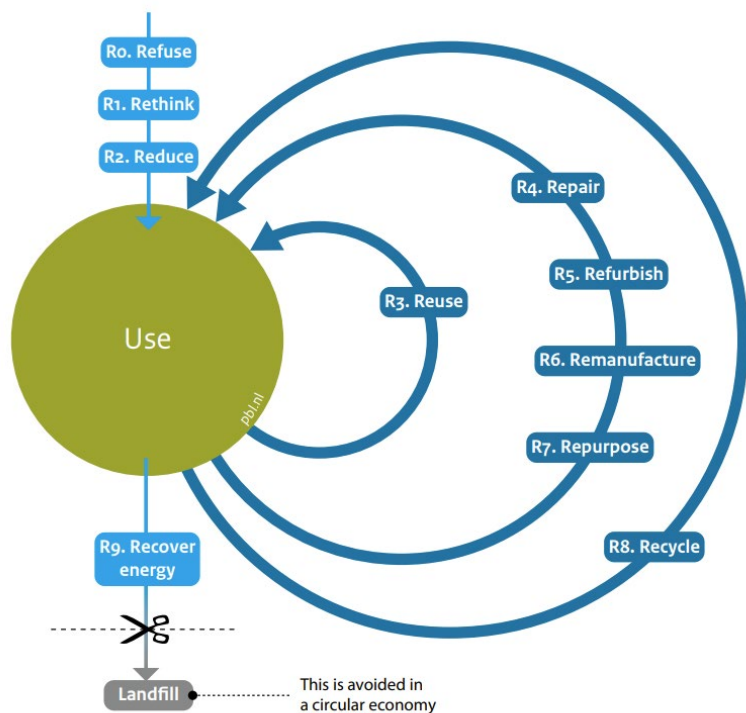 R0. Refuse
R1. Rethink
R2. Reduce
R4. Repair
R5. Refurbish
R3. Reuse
Use
R6. Remanufacture
pbl.nl
R7. Repurpose
R9. Recover
energy
R8. Recycle
Landfill
This is avoided in
a circular economy